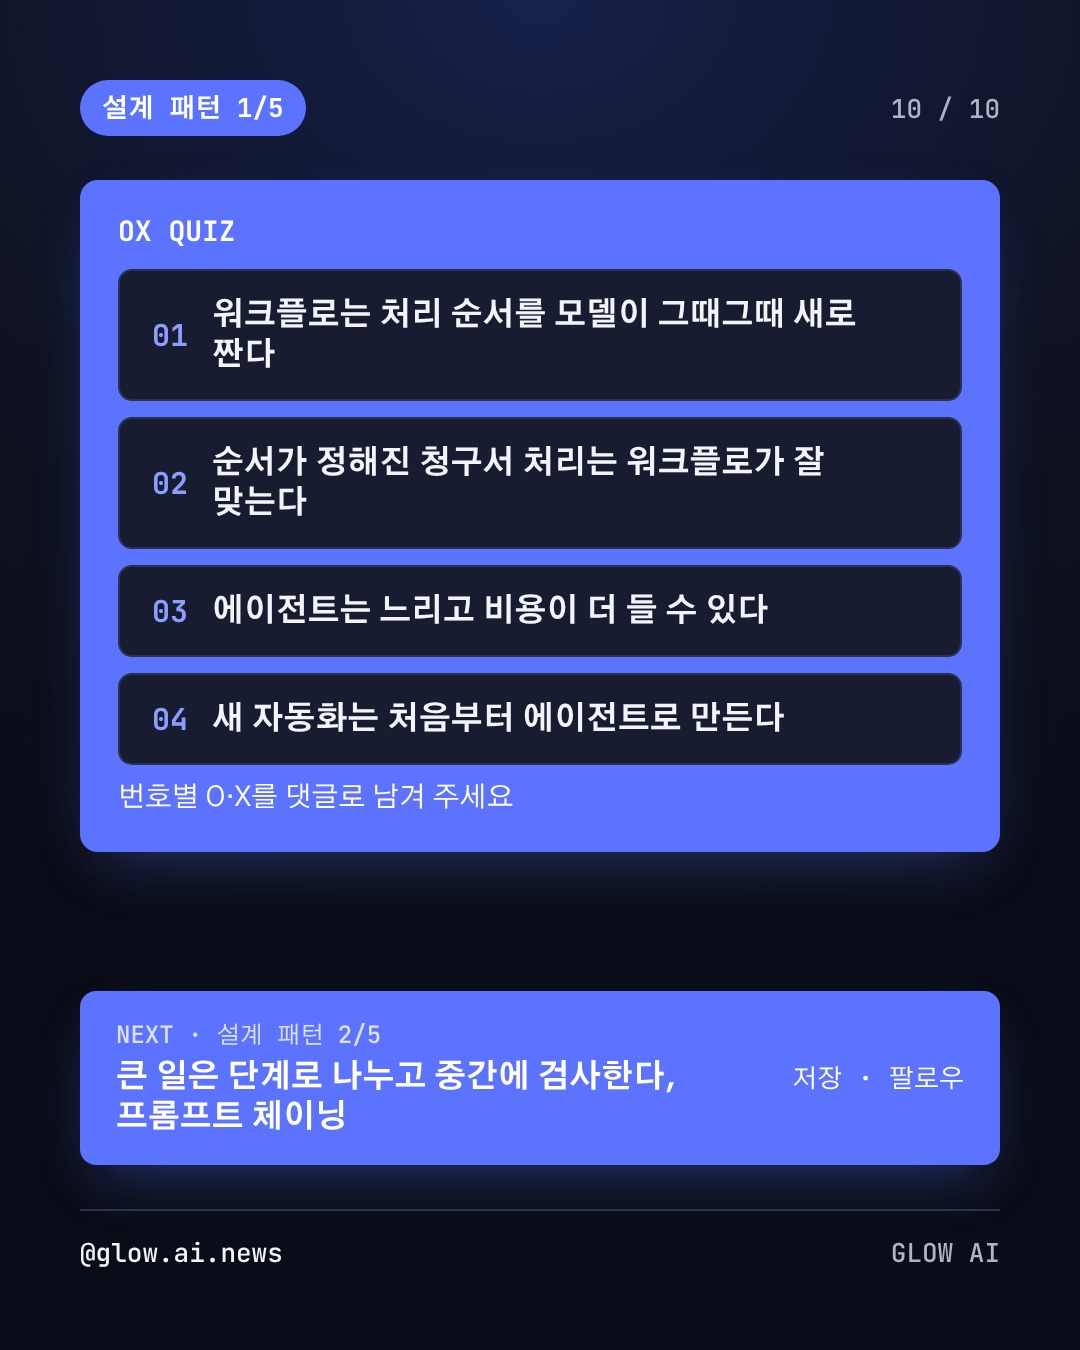 설계 패턴 1/5
10 / 10
OX QUIZ
01 워크플로는 처리 순서를 모델이 그때그때 새로
짠다
02 순서가 정해진 청구서 처리는 워크플로가 잘
맞는다
03 에이전트는 느리고 비용이 더 들 수 있다
04 새 자동화는 처음부터 에이전트로 만든다
번호별 O·X를 댓글로 남겨 주세요
NEXT · 설계 패턴 2/5
큰 일은 단계로 나누고 중간에 검사한다,
프롬프트 체이닝
저장 · 팔로우
@glow.ai.news
GLOW AI